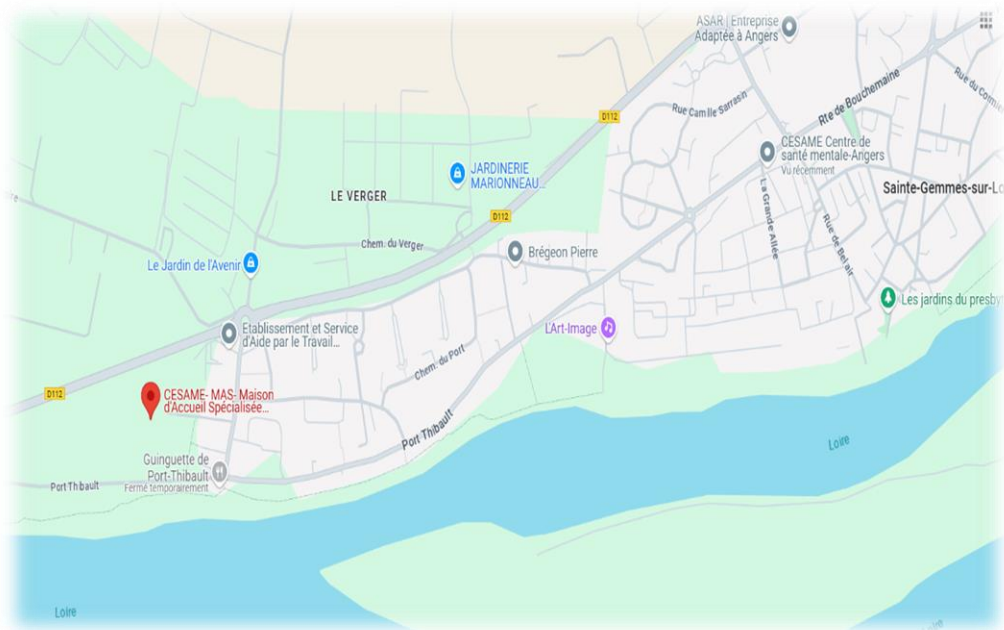 ASAR | Entreprise
Adaptée à Angers
D112
Rue Camille Sarrasin
Rte de Bouchemaine
Rue du Cormier
CESAME Centre de
santé mentale-Angers
Vu récemment
JARDINERIE
MARIONNEAU...
LE VERGER
Sainte-Gemmes-sur-Lo
La Grande Allée
Rue de Bel air
D112
Chem. du Verger
Brégeon Pierre
Le Jardin de l'Avenir
Les jardins du presby
Etablissement et Service
d'Aide par le Travail...
L'Art-Image
Chem. du Port
D112
CESAME- MAS- Maison
d'Accueil Spécialisée...
Port Thibault
Loire
Guinguette de
Port-Thibault
Fermé temporairement
Port Thibault
Loire
Loire